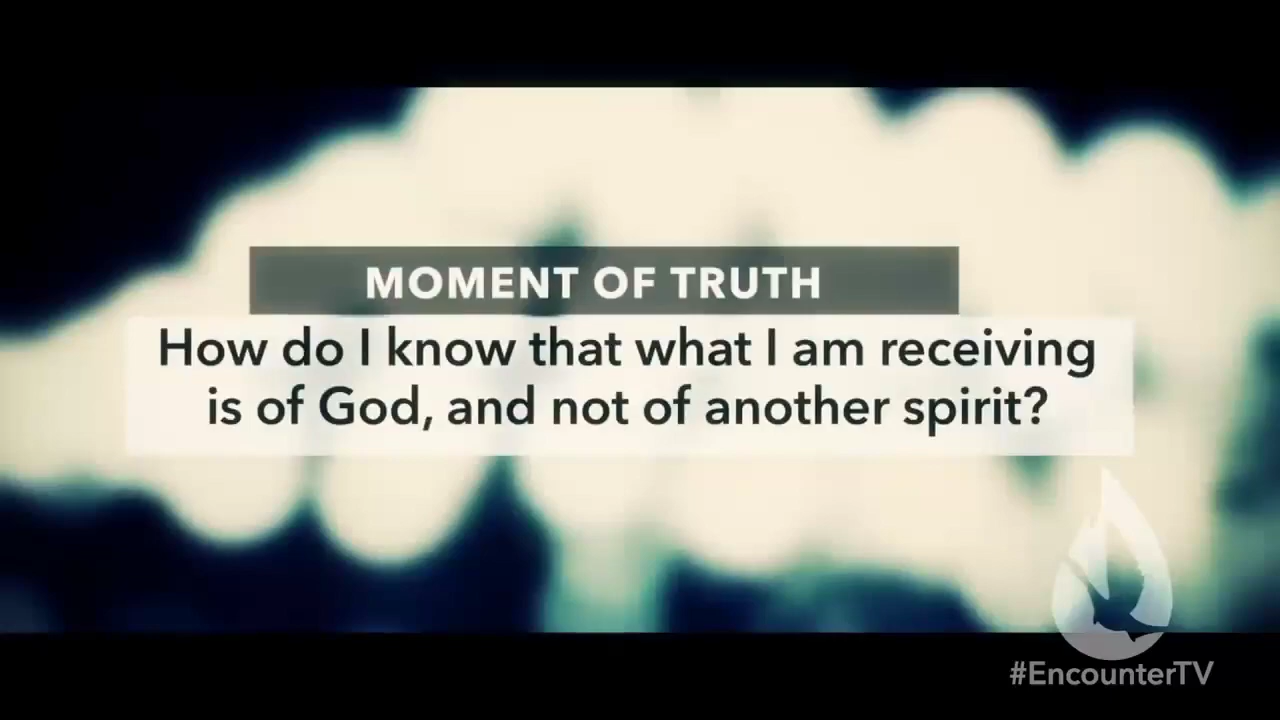 MOMENT OF TRUTH
How do I know that what I am receiving
is of God, and not of another spirit?
#EncounterTV